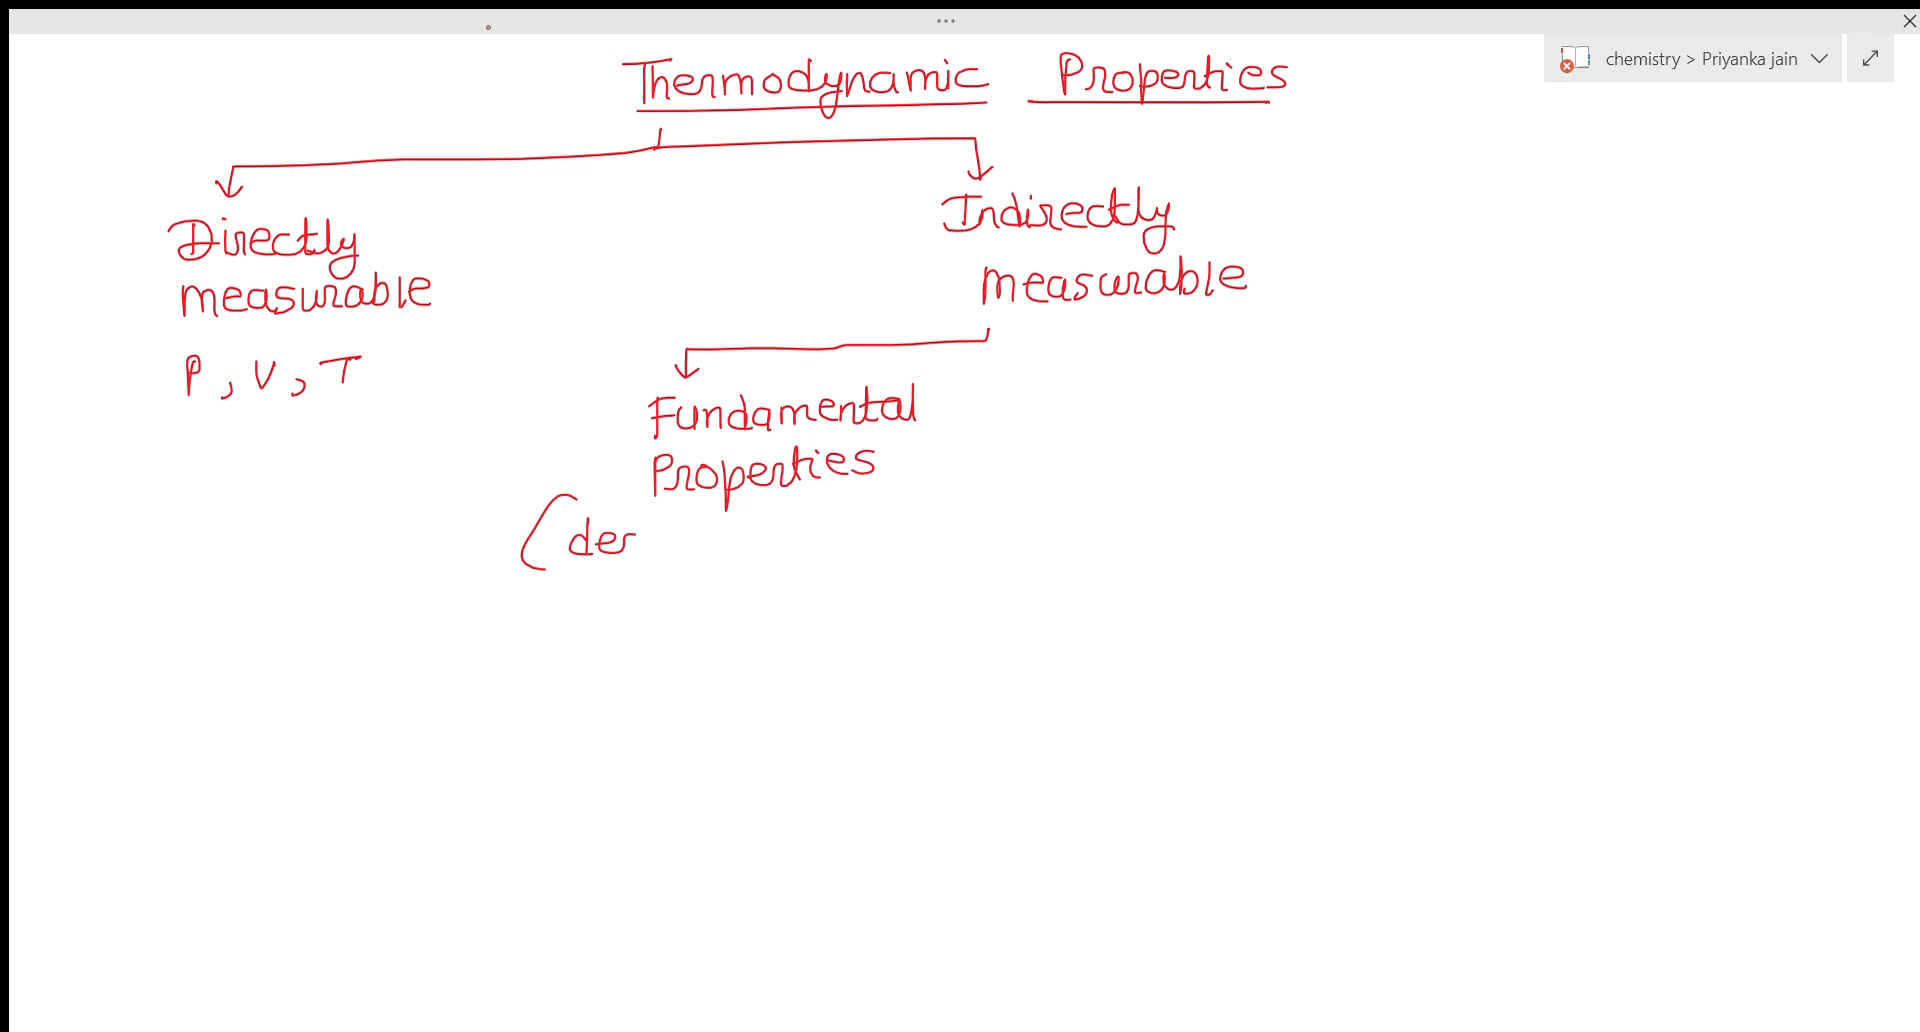 chemistry > Priyanka jain
Thermodynamic Properties
Directly
measurable
P, V, T
Indirectly
measurable
Fundamental
Properties
(der